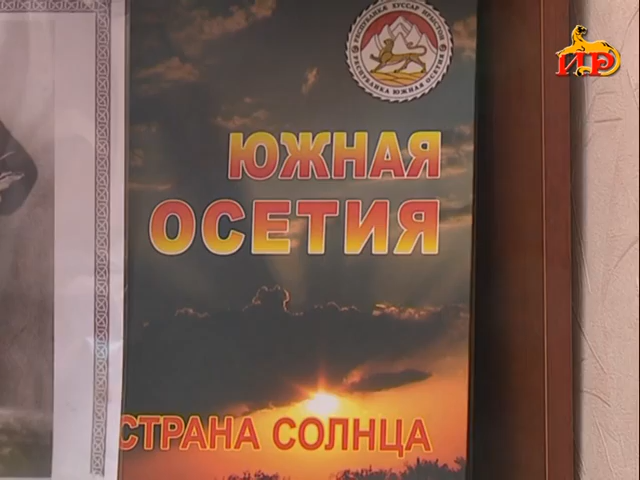 РЕСПУБЛИКА ХУССАР ИРЫСТОН
РЕСПУБЛИКА ЮЖНАЯ ОСЕТИЯ
ИР
ЮЖНАЯ
ОСЕТИЯ
СТРАНА СОЛНЦА